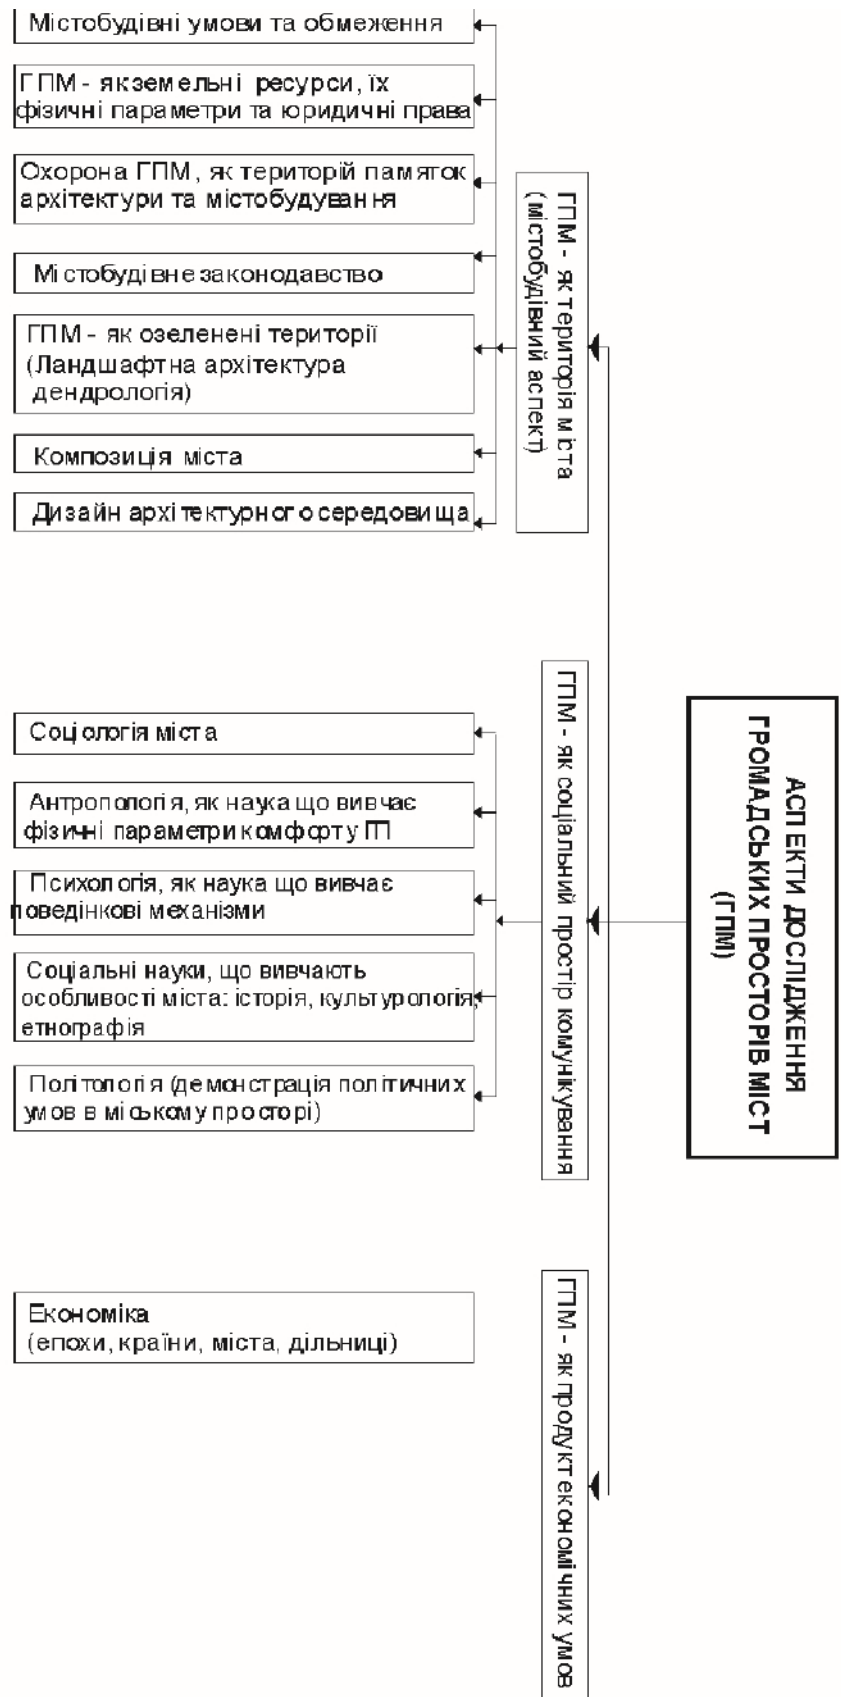 Містобудівні умови та обмеження
ГПМ - як земельні ресурси, їх
фізичні параметри та юридичні права
Охорона ГПМ, як територій памяток
архітектури та містобудування
Містобудівне законодавство
ГПМ - як озеленені території
(Ландшафтна архітектура
дендрологія)
Композиція міста
Дизайн архітектурного середовища
ГПМ - як територія міста
(містобудівний аспект)
Соціологія міста
Антропологія, як наука що вивчає
фізичні параметри комфорту ГП
Психологія, як наука що вивчає
поведінкові механізми
Соціальні науки, що вивчають
особливості міста: історія, культурологія,
етнографія
Політологія (демонстрація політичних
умов в міському просторі)
ГПМ - як соціальний простір комунікування
АСПЕКТИ ДОСЛІДЖЕННЯ
ГРОМАДСЬКИХ ПРОСТОРІВ МІСТ
(ГПМ)
Економіка
(епохи, країни, міста, дільниці)
ГПМ - як продукт економічних умов